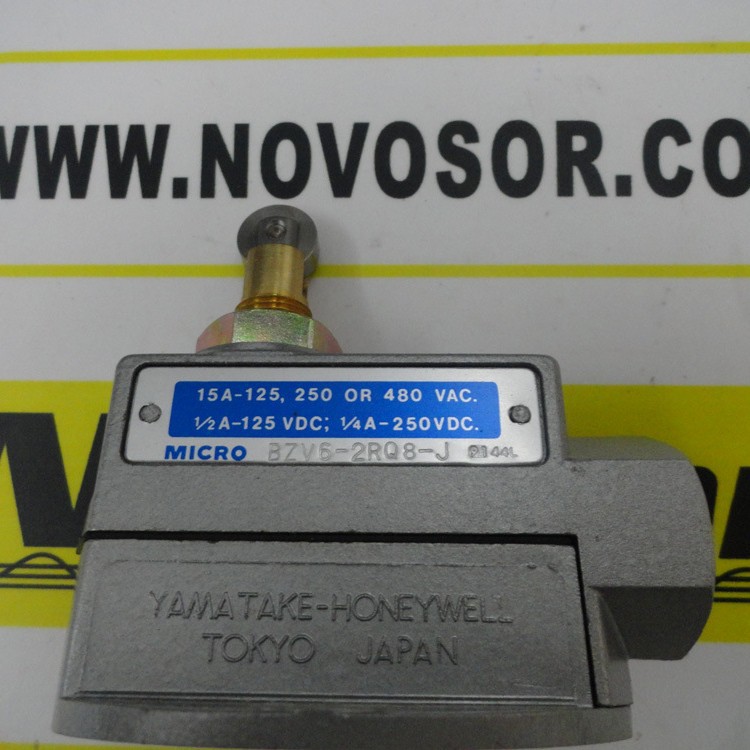 WWW.NOVOSOR.CO
15A-125, 250 OR 480 VAC.
1/2A-125 VDC; 1/4A-250VDC.
MICRO BZV6-2RQ8-J
YAMATAKE-HONEYWELL
TOKYO JAPAN